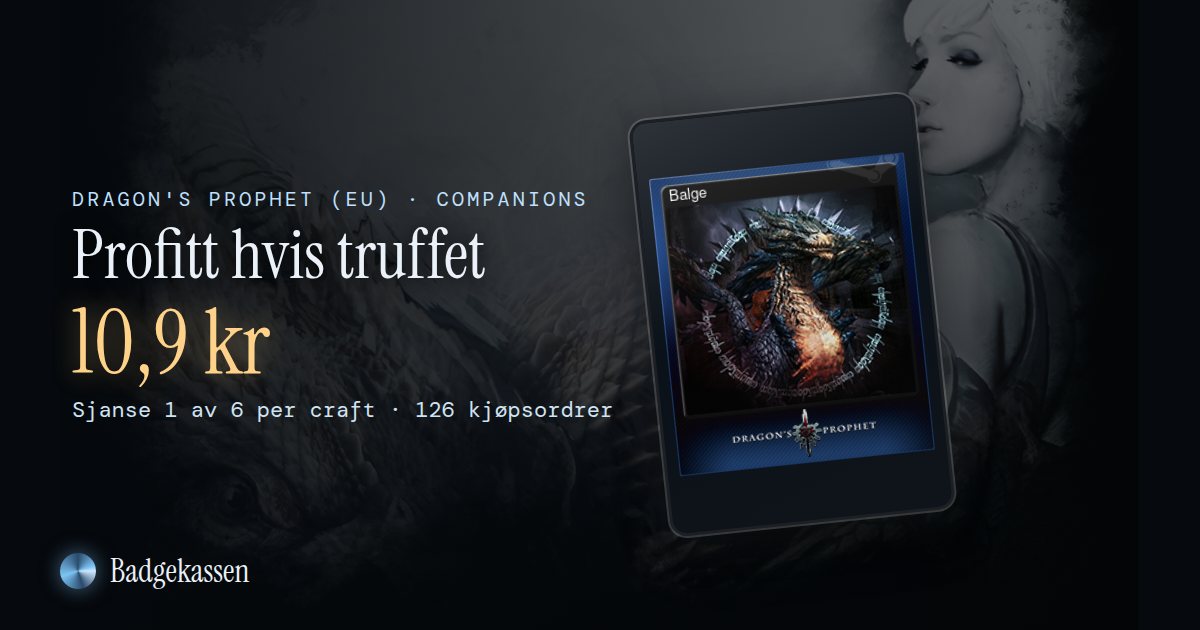 DRAGON'S PROPHET (EU) · COMPANIONS
Profitt hvis truffet
10,9 kr
Sjanse 1 av 6 per craft · 126 kjøpsordrer
Balge
DRAGON'S PROPHET
Badgekassen